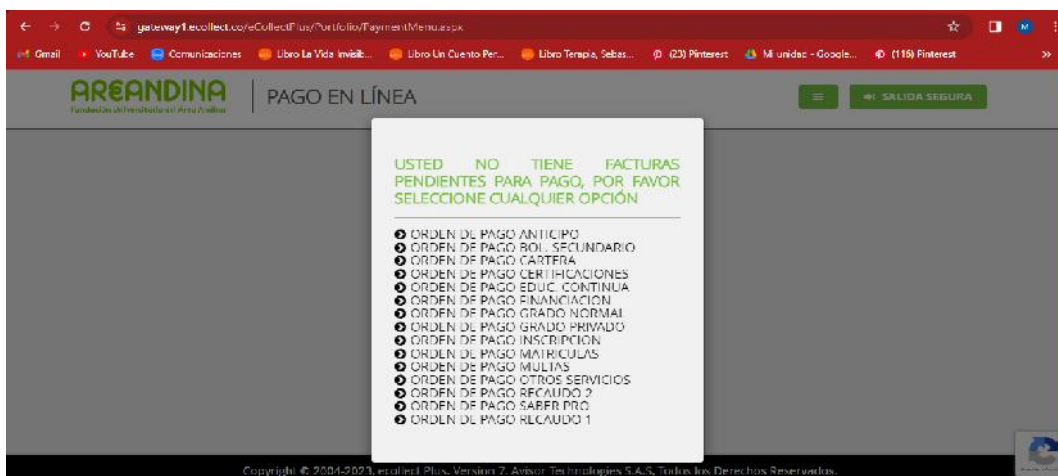 gateway1.ecollect.co/eCollectPlus/Portfolio/PaymentMenu.aspx
M
Gmail
YouTube
Comunicaciones
Libro La Vida Invisib...
Libro Un Cuento Per...
Libro Terapia, Sebas...
(23) Pinterest
Mi unidad - Google...
(116) Pinterest
»
AREANDINA
Fundación Universitaria del Área Andina
PAGO EN LÍNEA
SALIDA SEGURA
USTED NO TIENE FACTURAS
PENDIENTES PARA PAGO, POR FAVOR
SELECCIONE CUALQUIER OPCIÓN
ORDEN DE PAGO ANTICIPO
ORDEN DE PAGO BOL. SECUNDARIO
ORDEN DE PAGO CARTERA
ORDEN DE PAGO CERTIFICACIONES
ORDEN DE PAGO EDUC. CONTINUA
ORDEN DE PAGO FINANCIACION
ORDEN DE PAGO GRADO NORMAL
ORDEN DE PAGO GRADO PRIVADO
ORDEN DE PAGO INSCRIPCION
ORDEN DE PAGO MATRICULAS
ORDEN DE PAGO MULTAS
ORDEN DE PAGO OTROS SERVICIOS
ORDEN DE PAGO RECAUDO 2
ORDEN DE PAGO SABER PRO
ORDEN DE PAGO RECAUDO 1
Copyright © 2004-2023, ecollect Plus. Version 7. Avisor Technologies S.A.S, Todos los Derechos Reservados.